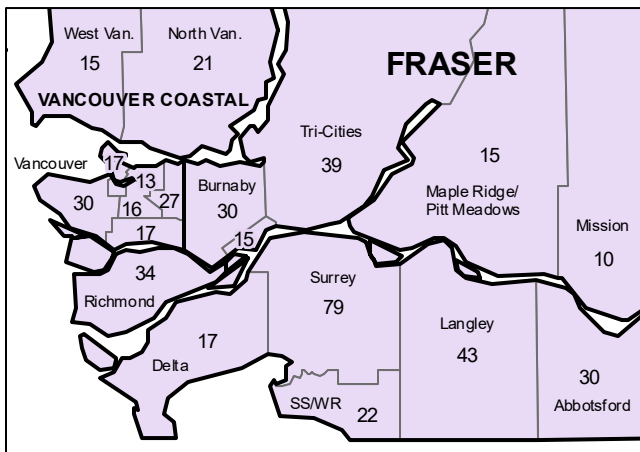 West Van.
15
North Van.
21
VANCOUVER COASTAL
FRASER
Tri-Cities
39
15
Maple Ridge/
Pitt Meadows
Mission
10
Vancouver
17
13
30
16
27
17
Burnaby
30
15
34
Richmond
Surrey
79
17
Delta
Langley
43
30
Abbotsford
SS/WR
22